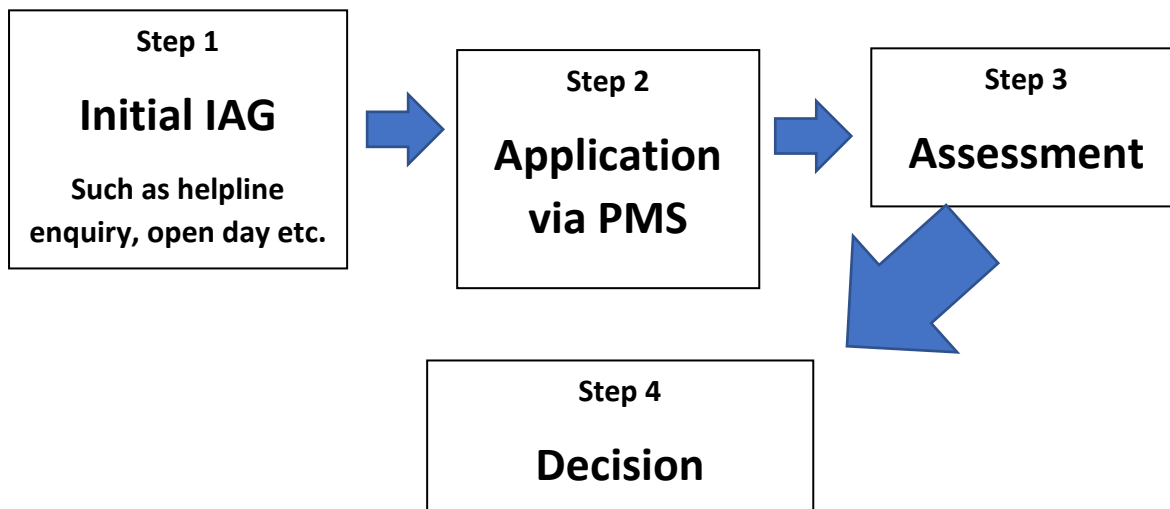 Step 1
Initial IAG
Such as helpline
enquiry, open day etc.
Step 2
Application
via PMS
Step 3
Assessment
Step 4
Decision